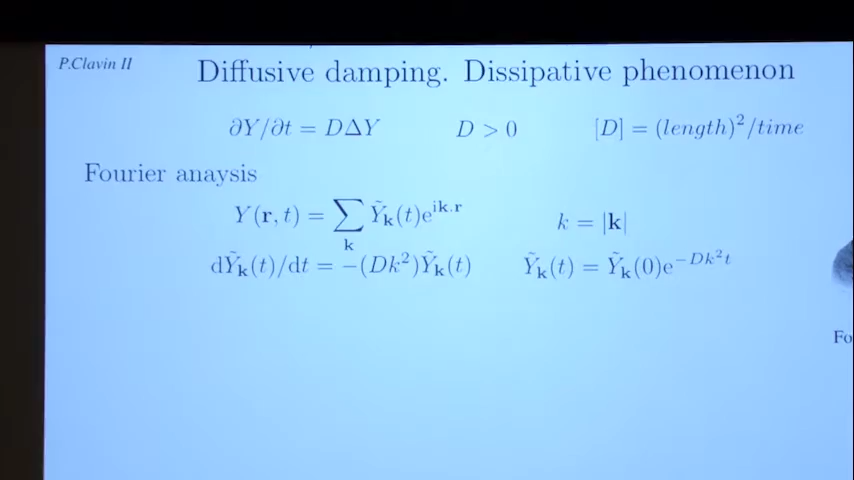 P.Clavin II
Diffusive damping. Dissipative phenomenon
∂Y/∂t = DΔY D > 0 [D] = (length)²/time
Fourier anaysis
Y(r, t) = ∑_k Ỹ_k(t)e^{ik.r} k = |k|
dỸ_k(t)/dt = −(Dk²)Ỹ_k(t) Ỹ_k(t) = Ỹ_k(0)e^{−Dk²t}